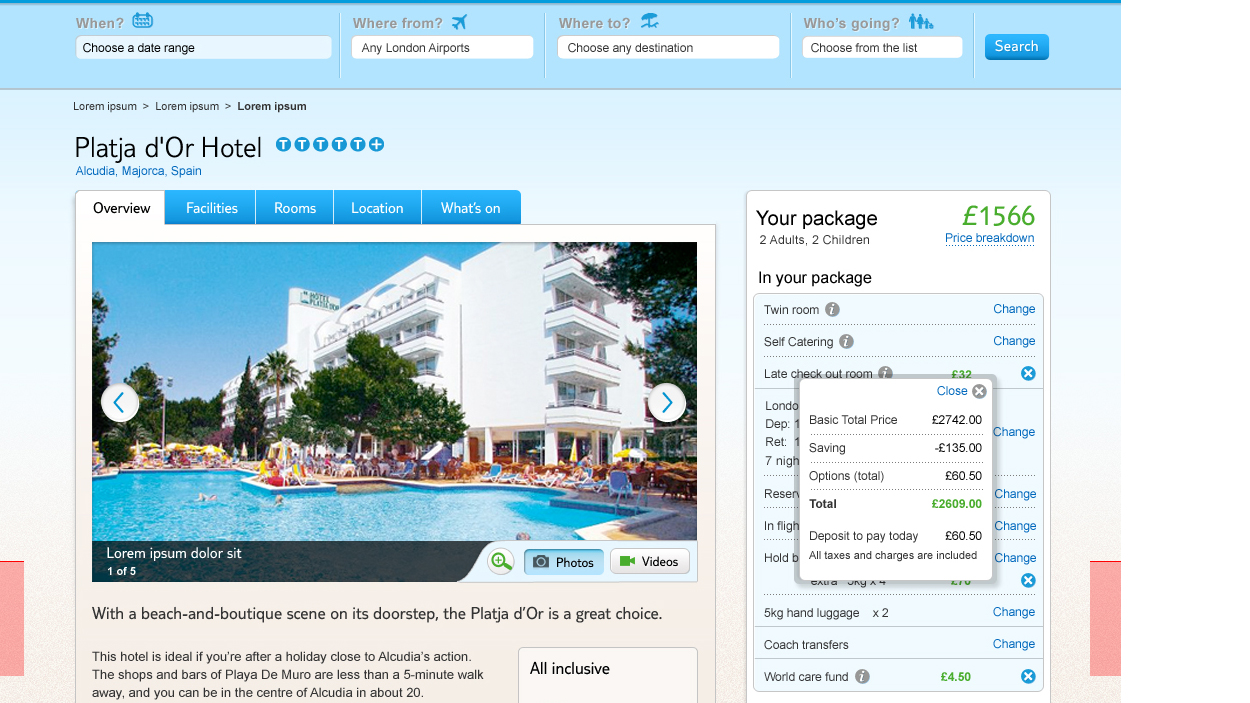 When?
Where from?
Where to?
Who's going?
Choose a date range
Any London Airports
Choose any destination
Choose from the list
Search
Lorem ipsum > Lorem ipsum > Lorem ipsum
Platja d'Or Hotel
T T T T T +
Alcudia, Majorca, Spain
Overview
Facilities
Rooms
Location
What's on
HOTEL
PLATJA D'OR
Lorem ipsum dolor sit
1 of 5
Photos
Videos
With a beach-and-boutique scene on its doorstep, the Platja d'Or is a great choice.
This hotel is ideal if you're after a holiday close to Alcudia's action.
The shops and bars of Playa De Muro are less than a 5-minute walk
away, and you can be in the centre of Alcudia in about 20.
All inclusive
Your package
£1566
2 Adults, 2 Children
Price breakdown
In your package
Twin room i Change
Self Catering i Change
Late check out room i £32
Londo
Dep: 1
Ret: 1
7 nigh
Change
Reserv
Change
In fligh
Change
Hold b
Change
extra 5kg x 4 £70
Close
Basic Total Price £2742.00
Saving -£135.00
Options (total) £60.50
Total £2609.00
Deposit to pay today £60.50
All taxes and charges are included
5kg hand luggage x 2 Change
Coach transfers Change
World care fund i £4.50